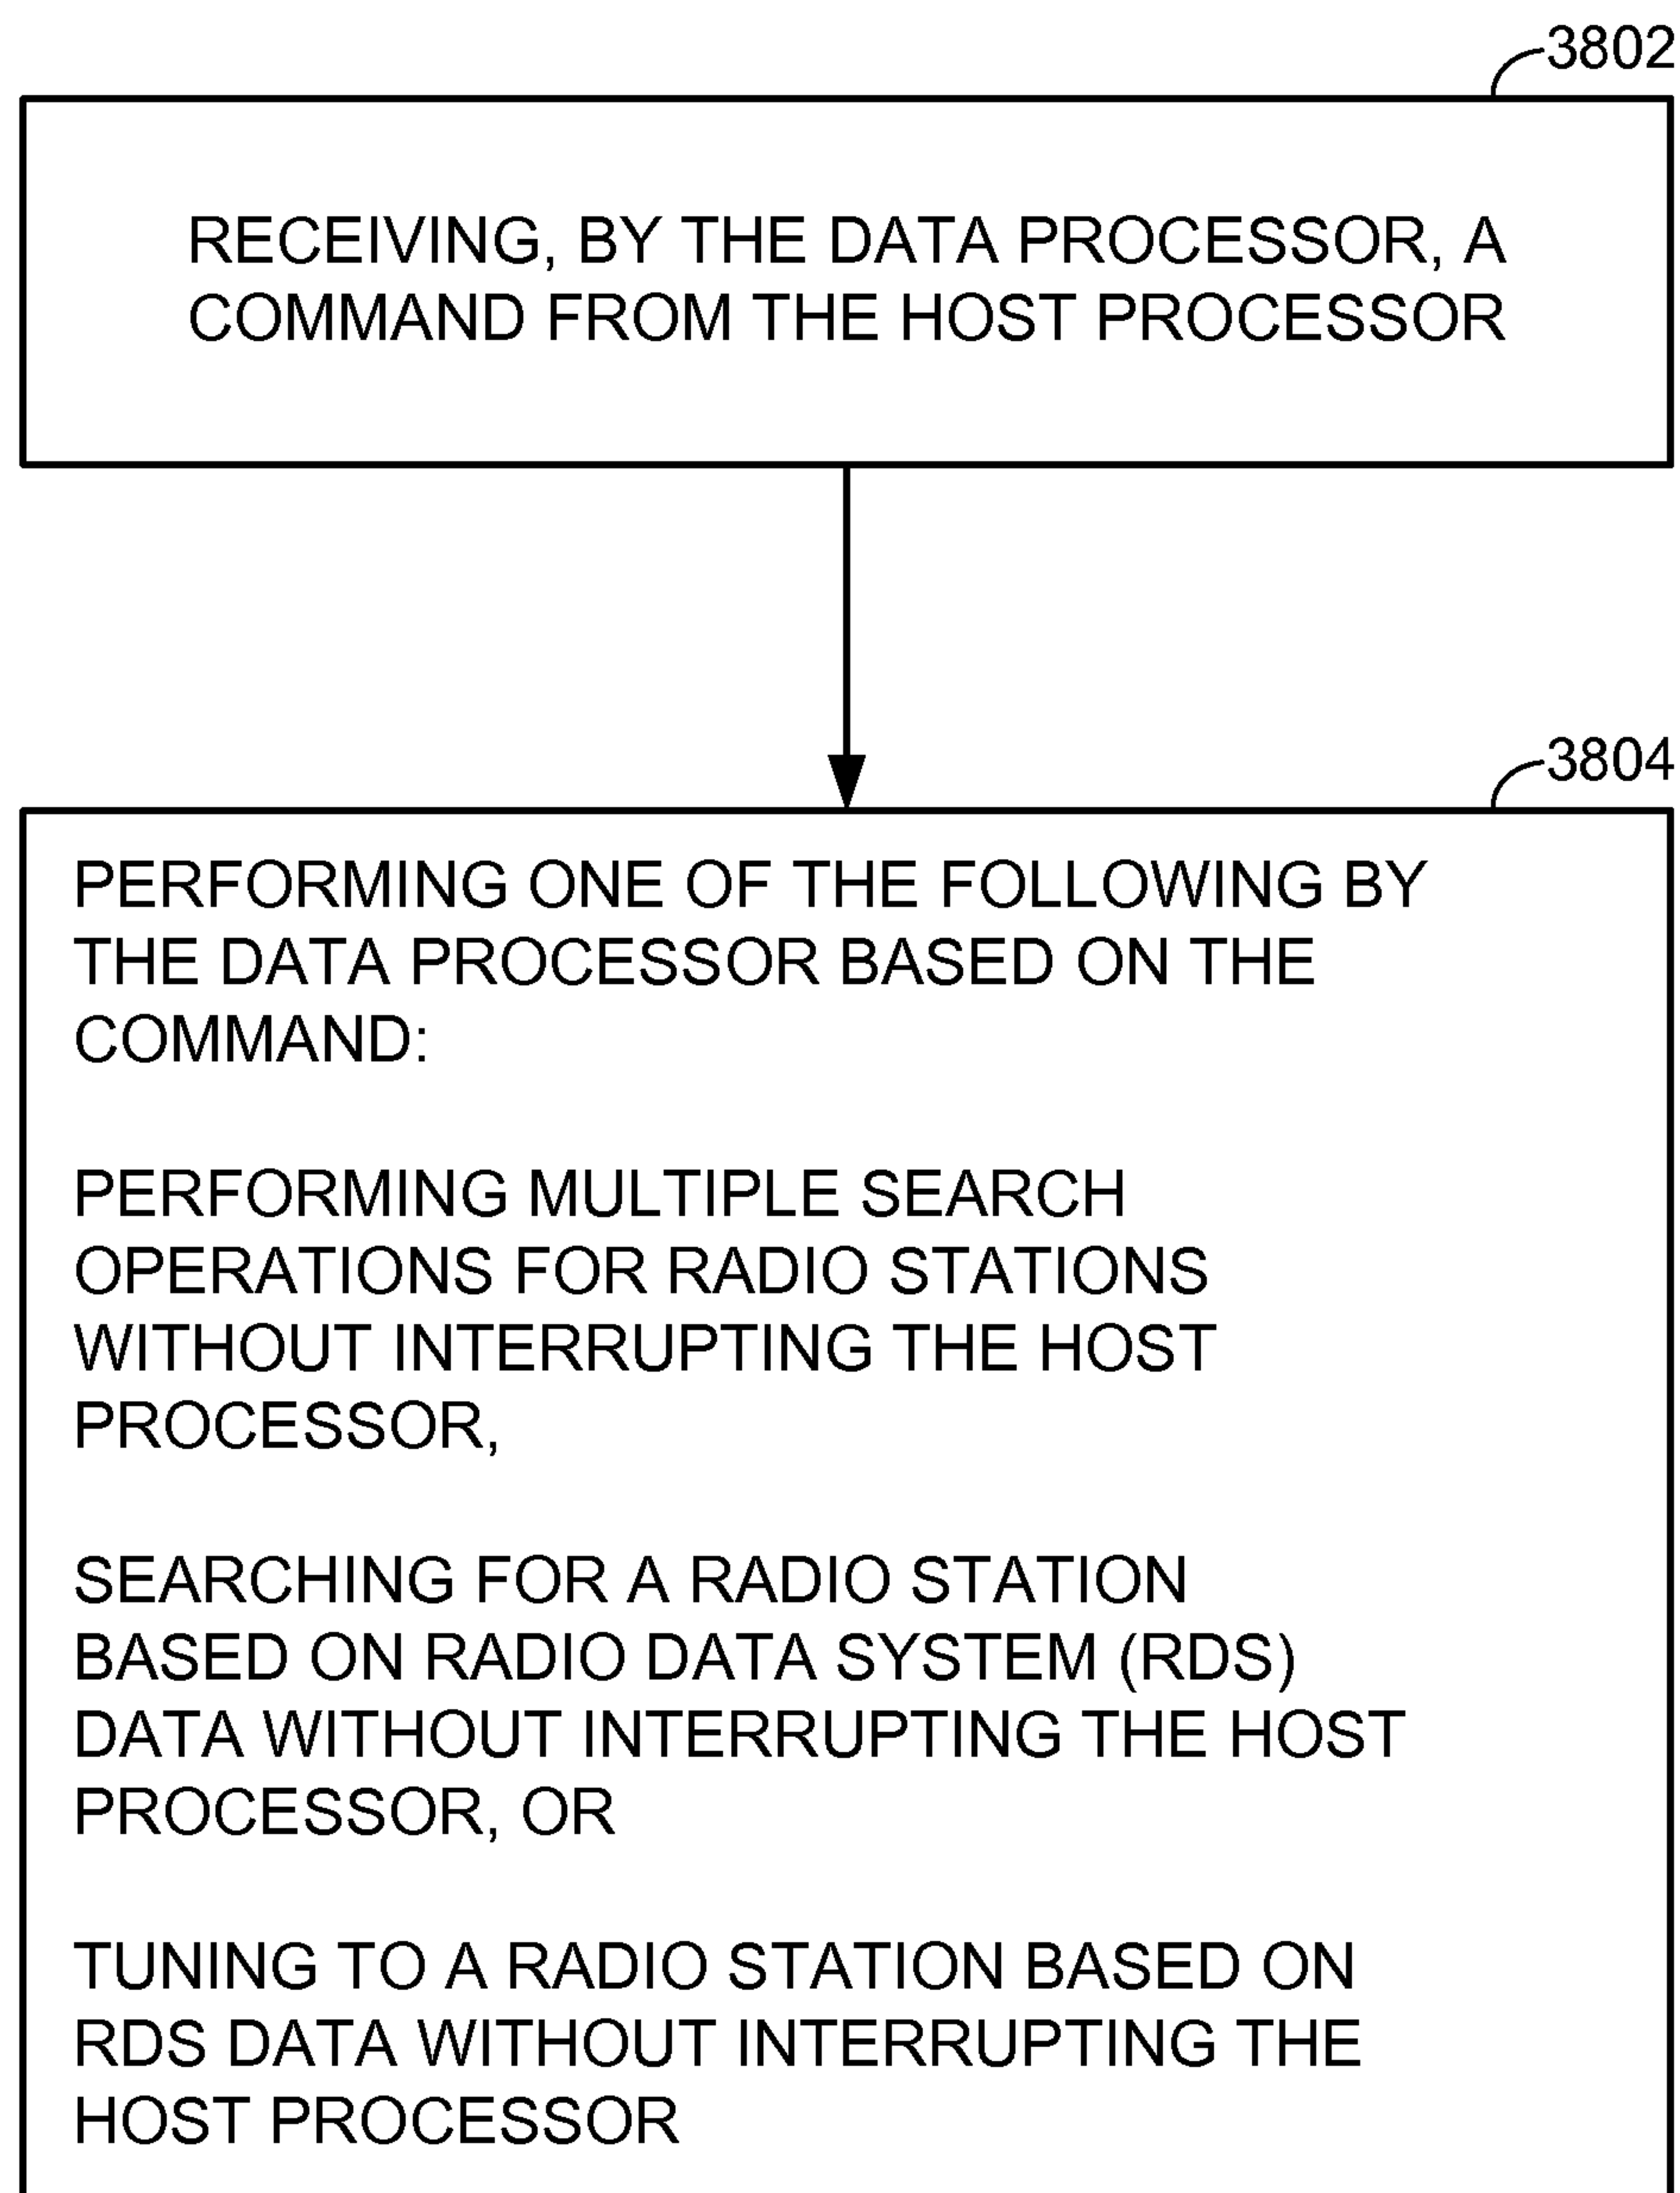 3802
RECEIVING, BY THE DATA PROCESSOR, A
COMMAND FROM THE HOST PROCESSOR
3804
PERFORMING ONE OF THE FOLLOWING BY
THE DATA PROCESSOR BASED ON THE
COMMAND:
PERFORMING MULTIPLE SEARCH
OPERATIONS FOR RADIO STATIONS
WITHOUT INTERRUPTING THE HOST
PROCESSOR,
SEARCHING FOR A RADIO STATION
BASED ON RADIO DATA SYSTEM (RDS)
DATA WITHOUT INTERRUPTING THE HOST
PROCESSOR, OR
TUNING TO A RADIO STATION BASED ON
RDS DATA WITHOUT INTERRUPTING THE
HOST PROCESSOR